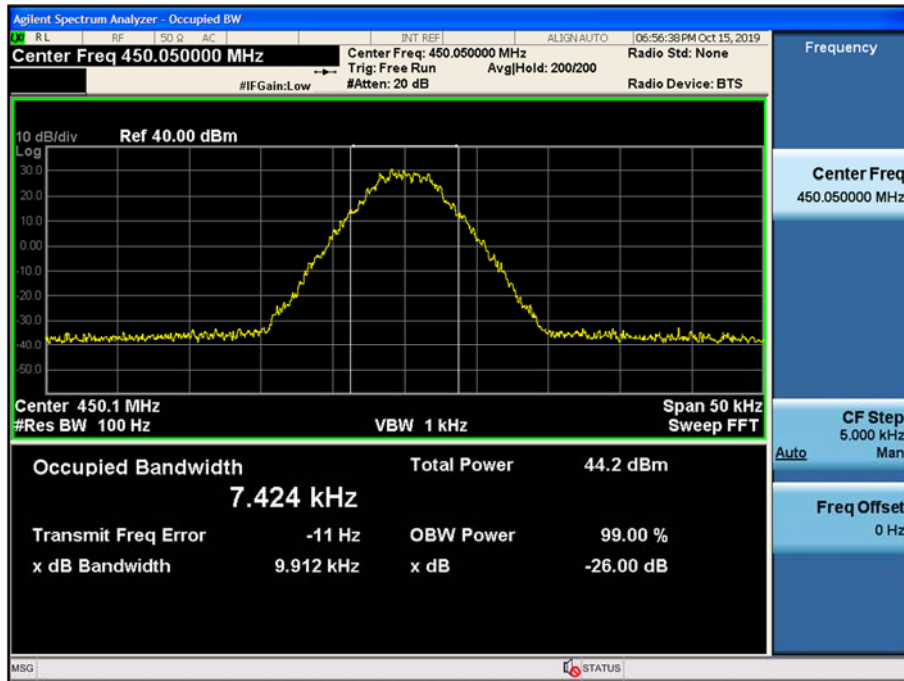 Agilent Spectrum Analyzer - Occupied BW
LXI RL RF 50 Ω AC INT REF ALIGN AUTO 06:56:38 PM Oct 15, 2019
Center Freq 450.050000 MHz
Center Freq: 450.050000 MHz Radio Std: None
Trig: Free Run Avg|Hold: 200/200
#IFGain:Low #Atten: 20 dB Radio Device: BTS
10 dB/div Ref 40.00 dBm
Log
30.0
20.0
10.0
0.00
-10.0
-20.0
-30.0
-40.0
-50.0
Center 450.1 MHz Span 50 kHz
#Res BW 100 Hz VBW 1 kHz Sweep FFT
Occupied Bandwidth Total Power 44.2 dBm
7.424 kHz
Transmit Freq Error -11 Hz OBW Power 99.00 %
x dB Bandwidth 9.912 kHz x dB -26.00 dB
MSG STATUS
Frequency
Center Freq
450.050000 MHz
CF Step
5.000 kHz
Auto Man
Freq Offset
0 Hz